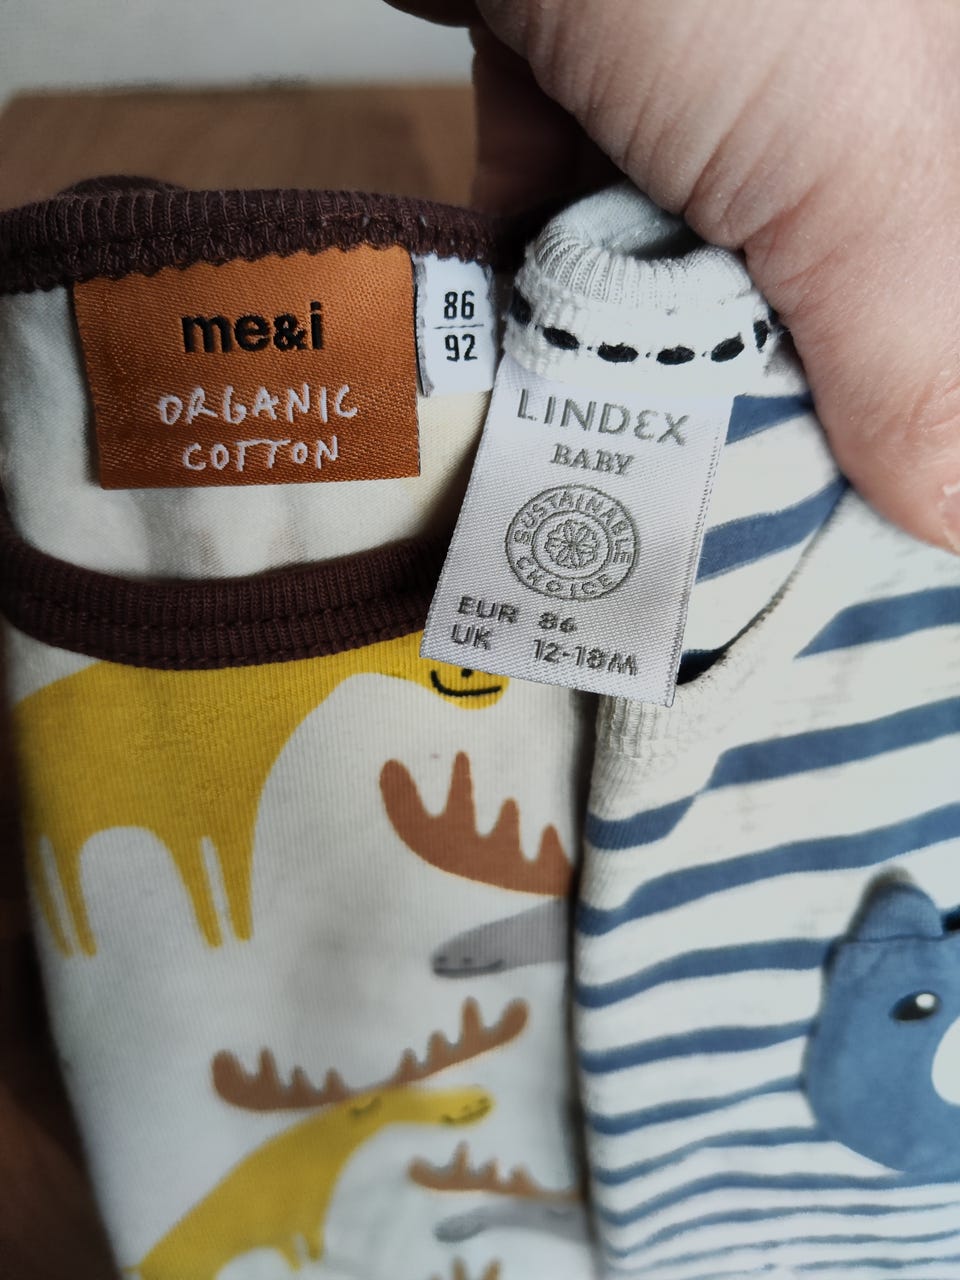 me&i
ORGANIC
COTTON
86
92
LINDEX
BABY
SUSTAINABLE
CHOICE
EUR 86
UK 12-18M